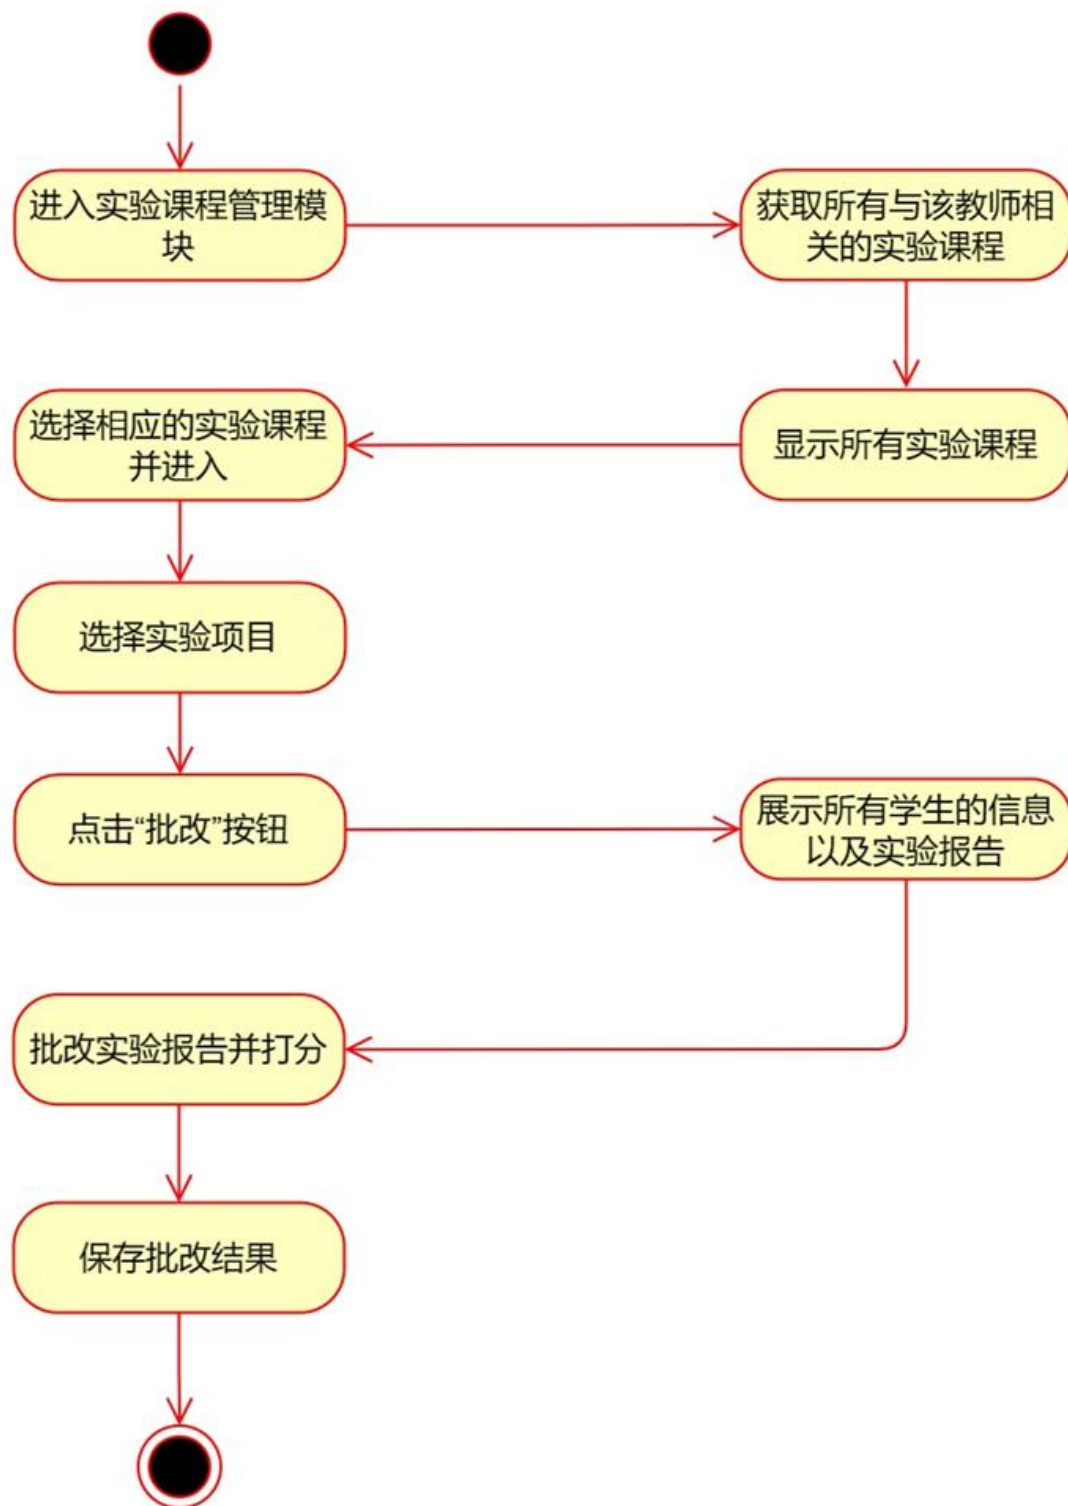 进入实验课程管理模
块
获取所有与该教师相
关的实验课程
选择相应的实验课程
并进入
显示所有实验课程
选择实验项目
点击“批改”按钮
展示所有学生的信息
以及实验报告
批改实验报告并打分
保存批改结果